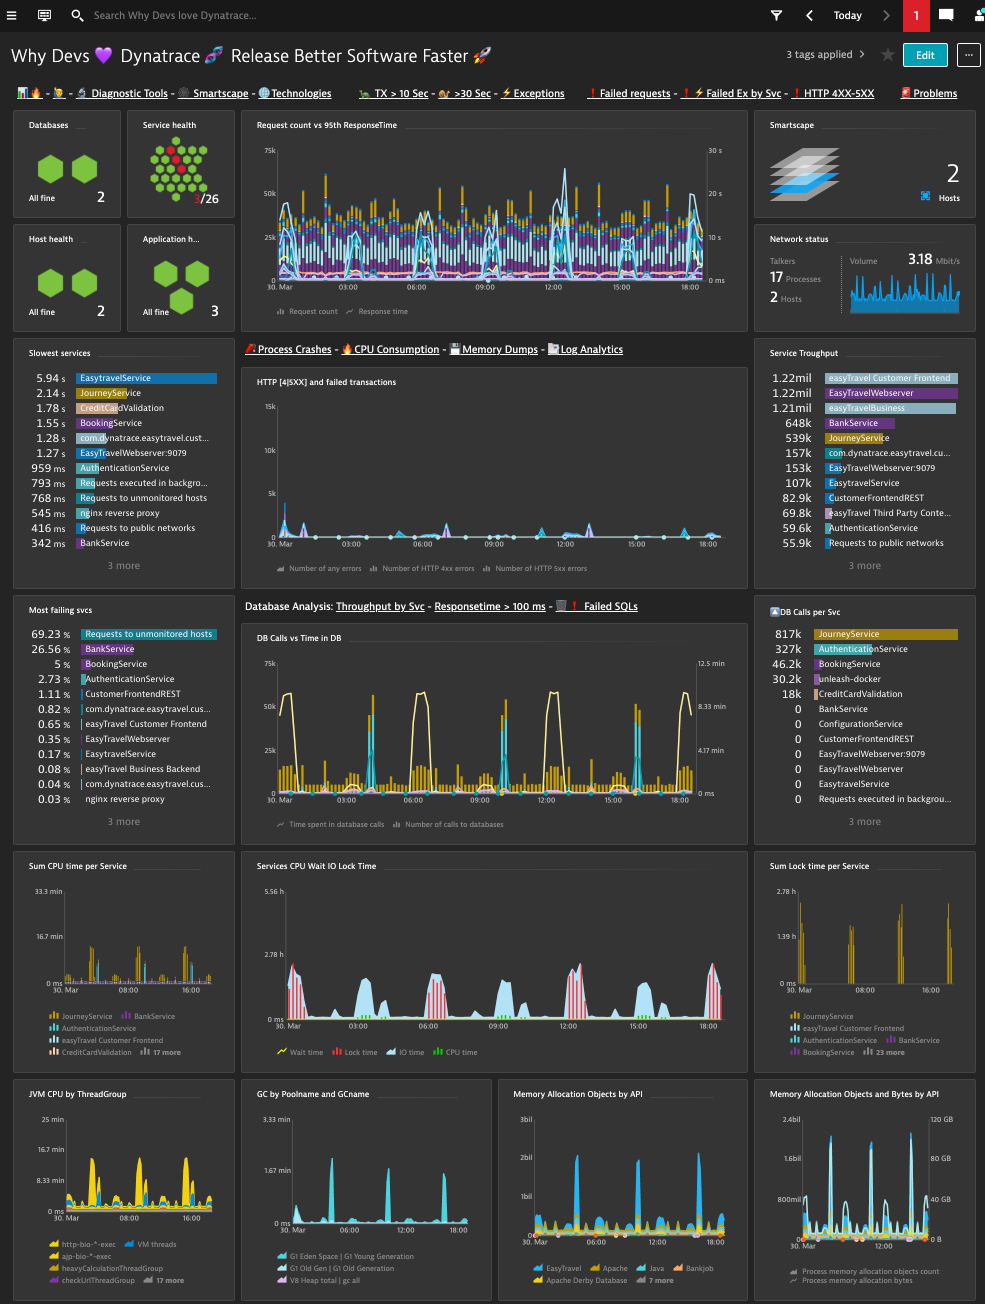 Search Why Devs love Dynatrace...
Today
1
Why Devs 💜 Dynatrace 🧬 Release Better Software Faster 🚀
3 tags applied
Edit
...
- - Diagnostic Tools - Smartscape - Technologies
TX > 10 Sec - >30 Sec - ⚡Exceptions
❗Failed requests - ❗⚡Failed Ex by Svc - ❗HTTP 4XX-5XX
🚨Problems
Databases
All fine
2
Service health
3/26
Host health
All fine
2
Application h...
All fine
3
Request count vs 95th ResponseTime
75k
50k
25k
0
30 s
20 s
10 s
0 ms
30. Mar 03:00 06:00 09:00 12:00 15:00 18:00
Request count Response time
Smartscape
2
Hosts
Network status
Talkers
17 Processes
2 Hosts
Volume 3.18 Mbit/s
Slowest services
5.94 s EasytravelService
2.14 s JourneyService
1.78 s CreditCardValidation
1.55 s BookingService
1.28 s com.dynatrace.easytravel.cust...
1.27 s EasyTravelWebserver:9079
959 ms AuthenticationService
793 ms Requests executed in backgro...
768 ms Requests to unmonitored hosts
545 ms nginx reverse proxy
416 ms Requests to public networks
342 ms BankService
3 more
Process Crashes - 🔥CPU Consumption - 💾Memory Dumps - Log Analytics
HTTP [4|5XX] and failed transactions
15k
10k
5k
0
30. Mar 03:00 06:00 09:00 12:00 15:00 18:00
Number of any errors Number of HTTP 4xx errors Number of HTTP 5xx errors
Service Troughput
1.22mil easyTravel Customer Frontend
1.22mil EasyTravelWebserver
1.21mil easyTravelBusiness
648k BankService
539k JourneyService
157k com.dynatrace.easytravel.cu...
153k EasyTravelWebserver:9079
107k EasytravelService
82.9k CustomerFrontendREST
69.8k easyTravel Third Party Conte...
59.6k AuthenticationService
55.9k Requests to public networks
3 more
Most failing svcs
69.23 % Requests to unmonitored hosts
26.56 % BankService
5 % BookingService
2.73 % AuthenticationService
1.11 % CustomerFrontendREST
0.82 % com.dynatrace.easytravel.cus...
0.65 % easyTravel Customer Frontend
0.35 % EasyTravelWebserver
0.17 % EasytravelService
0.08 % easyTravel Business Backend
0.04 % com.dynatrace.easytravel.cus...
0.03 % nginx reverse proxy
3 more
Database Analysis: Throughput by Svc - Responsetime > 100 ms - 🗑❗ Failed SQLs
DB Calls vs Time in DB
75k
50k
25k
0
12.5 min
8.33 min
4.17 min
0 ms
30. Mar 03:00 06:00 09:00 12:00 15:00 18:00
Time spent in database calls Number of calls to databases
🔼DB Calls per Svc
817k JourneyService
327k AuthenticationService
46.2k BookingService
30.2k unleash-docker
18k CreditCardValidation
0 BankService
0 ConfigurationService
0 CustomerFrontendREST
0 EasyTravelWebserver:9079
0 EasyTravelWebserver
0 EasytravelService
0 Requests executed in backgrou...
3 more
Sum CPU time per Service
33.3 min
16.7 min
0 ms
30. Mar 08:00 16:00
JourneyService BankService
AuthenticationService
easyTravel Customer Frontend
CreditCardValidation 17 more
Services CPU Wait IO Lock Time
5.56 h
2.78 h
0 ms
30. Mar 03:00 06:00 09:00 12:00 15:00 18:00
Wait time Lock time IO time CPU time
Sum Lock time per Service
2.78 h
1.39 h
0 ms
30. Mar 08:00 16:00
JourneyService
easyTravel Customer Frontend
AuthenticationService BankService
BookingService 23 more
JVM CPU by ThreadGroup
25 min
16.7 min
8.33 min
0 ms
30. Mar 08:00 16:00
http-bio-*-exec VM threads
ajp-bio-*-exec
heavyCalculationThreadGroup
checkUrlThreadGroup 17 more
GC by Poolname and GCname
3.33 min
1.67 min
0 ms
30. Mar 06:00 12:00 18:00
G1 Eden Space | G1 Young Generation
G1 Old Gen | G1 Old Generation
V8 Heap total | gc all
Memory Allocation Objects by API
3bil
2bil
1bil
0
30. Mar 06:00 12:00 18:00
EasyTravel Apache Java Bankjob
Apache Derby Database 7 more
Memory Allocation Objects and Bytes by API
2.4bil
1.6bil
800mil
0
120 GB
80 GB
40 GB
0 B
30. Mar 12:00
Process memory allocation objects count
Process memory allocation bytes